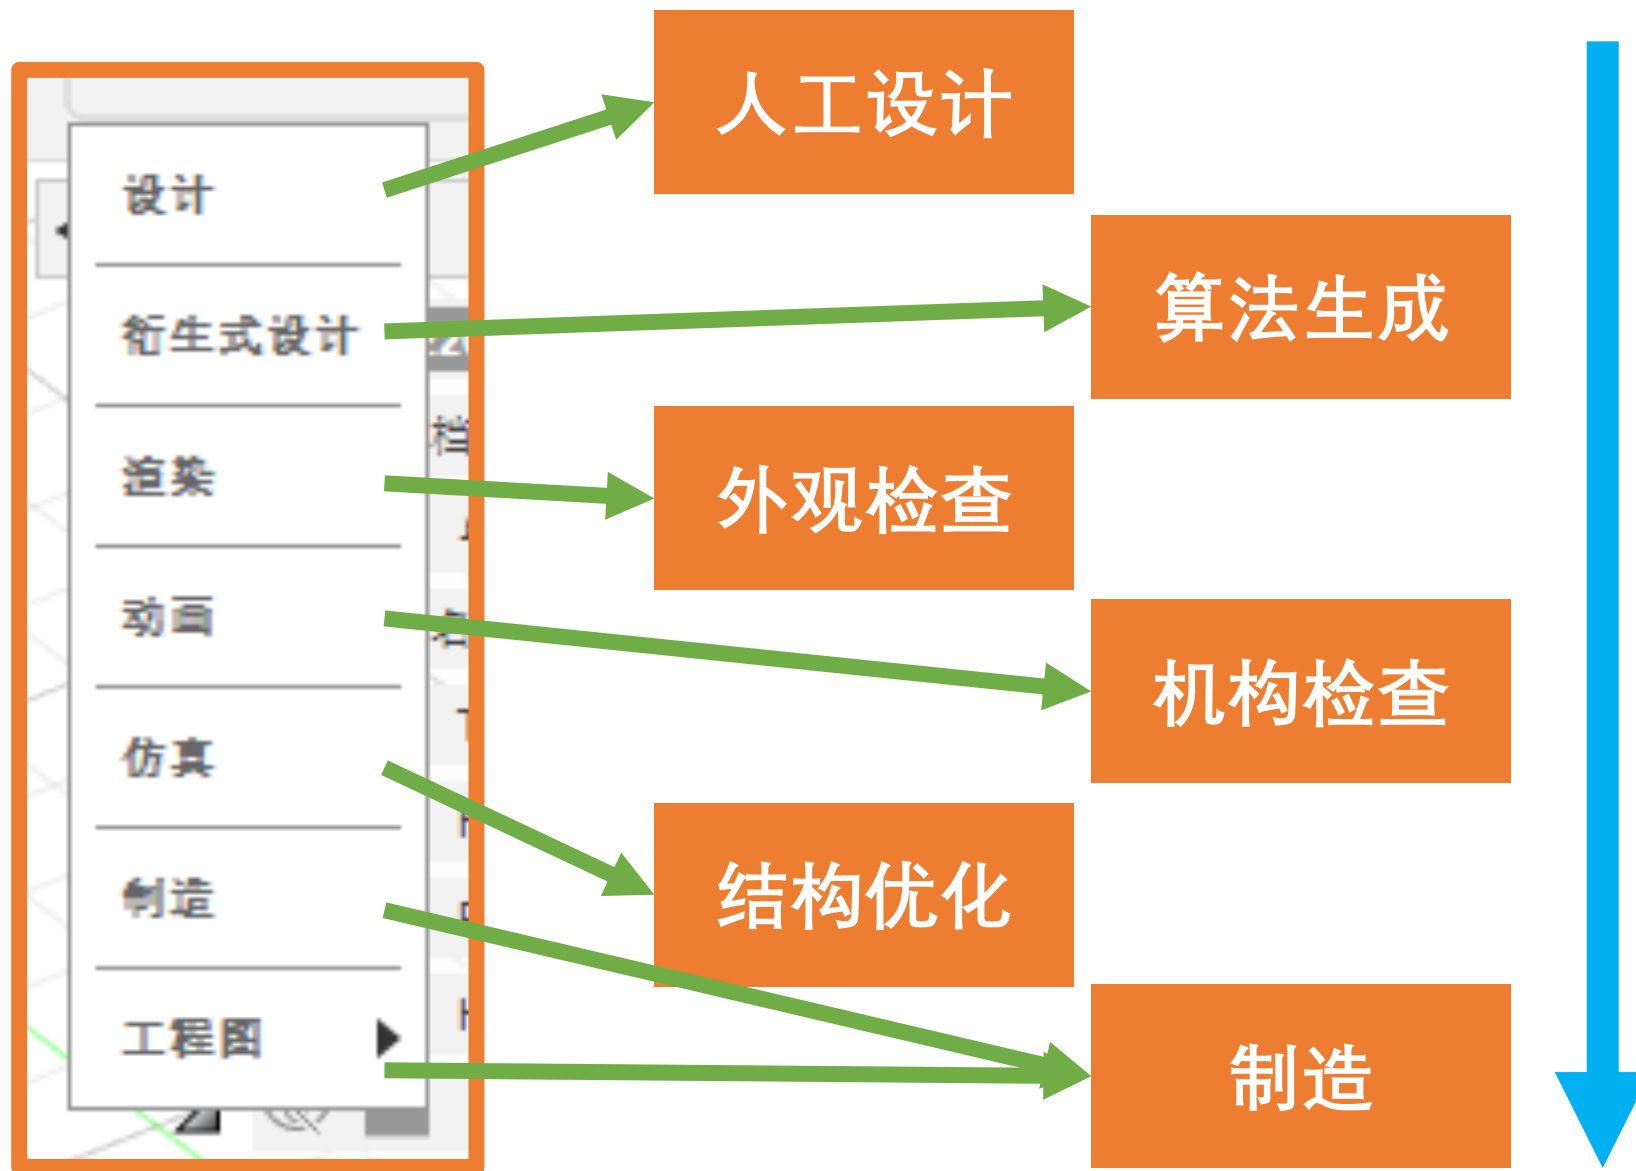 人工设计
设计
算法生成
衍生式设计
外观检查
渲染
动画
机构检查
仿真
结构优化
制造
工程图
制造